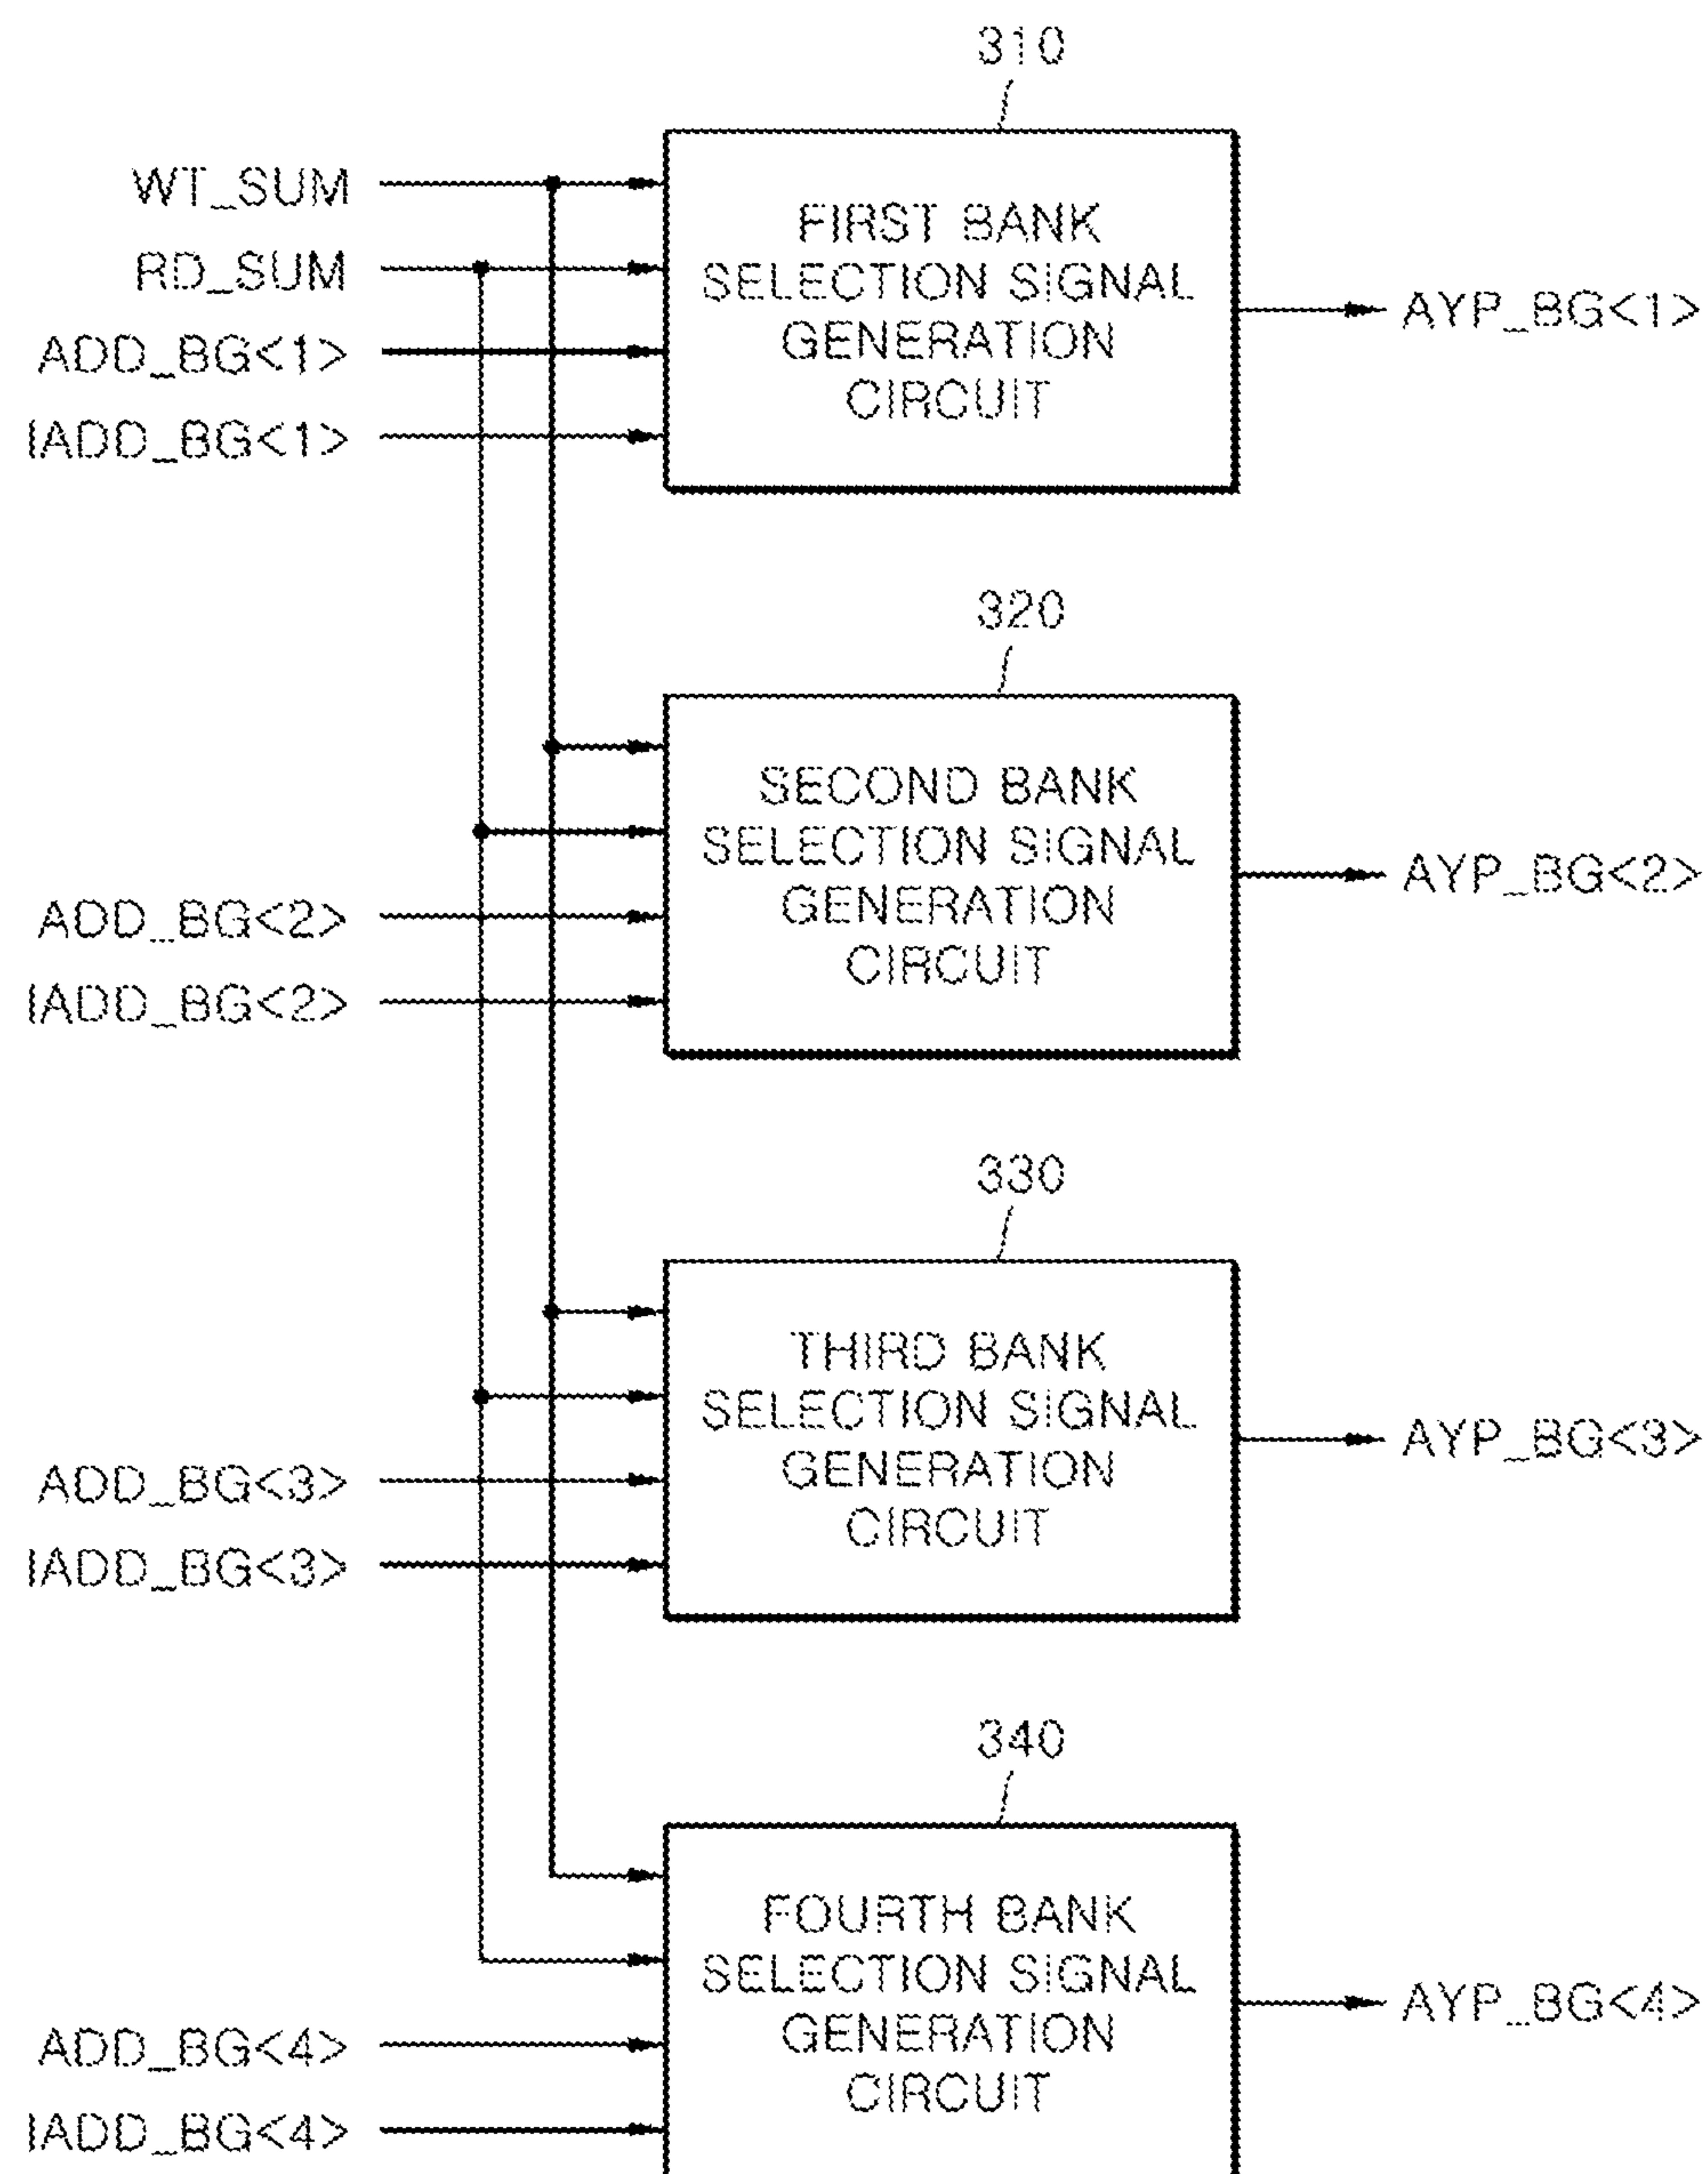 310
WT_SUM
RD_SUM
ADD_BG<1>
IADD_BG<1>
FIRST BANK
SELECTION SIGNAL
GENERATION
CIRCUIT
AYP_BG<1>
320
ADD_BG<2>
IADD_BG<2>
SECOND BANK
SELECTION SIGNAL
GENERATION
CIRCUIT
AYP_BG<2>
330
ADD_BG<3>
IADD_BG<3>
THIRD BANK
SELECTION SIGNAL
GENERATION
CIRCUIT
AYP_BG<3>
340
ADD_BG<4>
IADD_BG<4>
FOURTH BANK
SELECTION SIGNAL
GENERATION
CIRCUIT
AYP_BG<4>